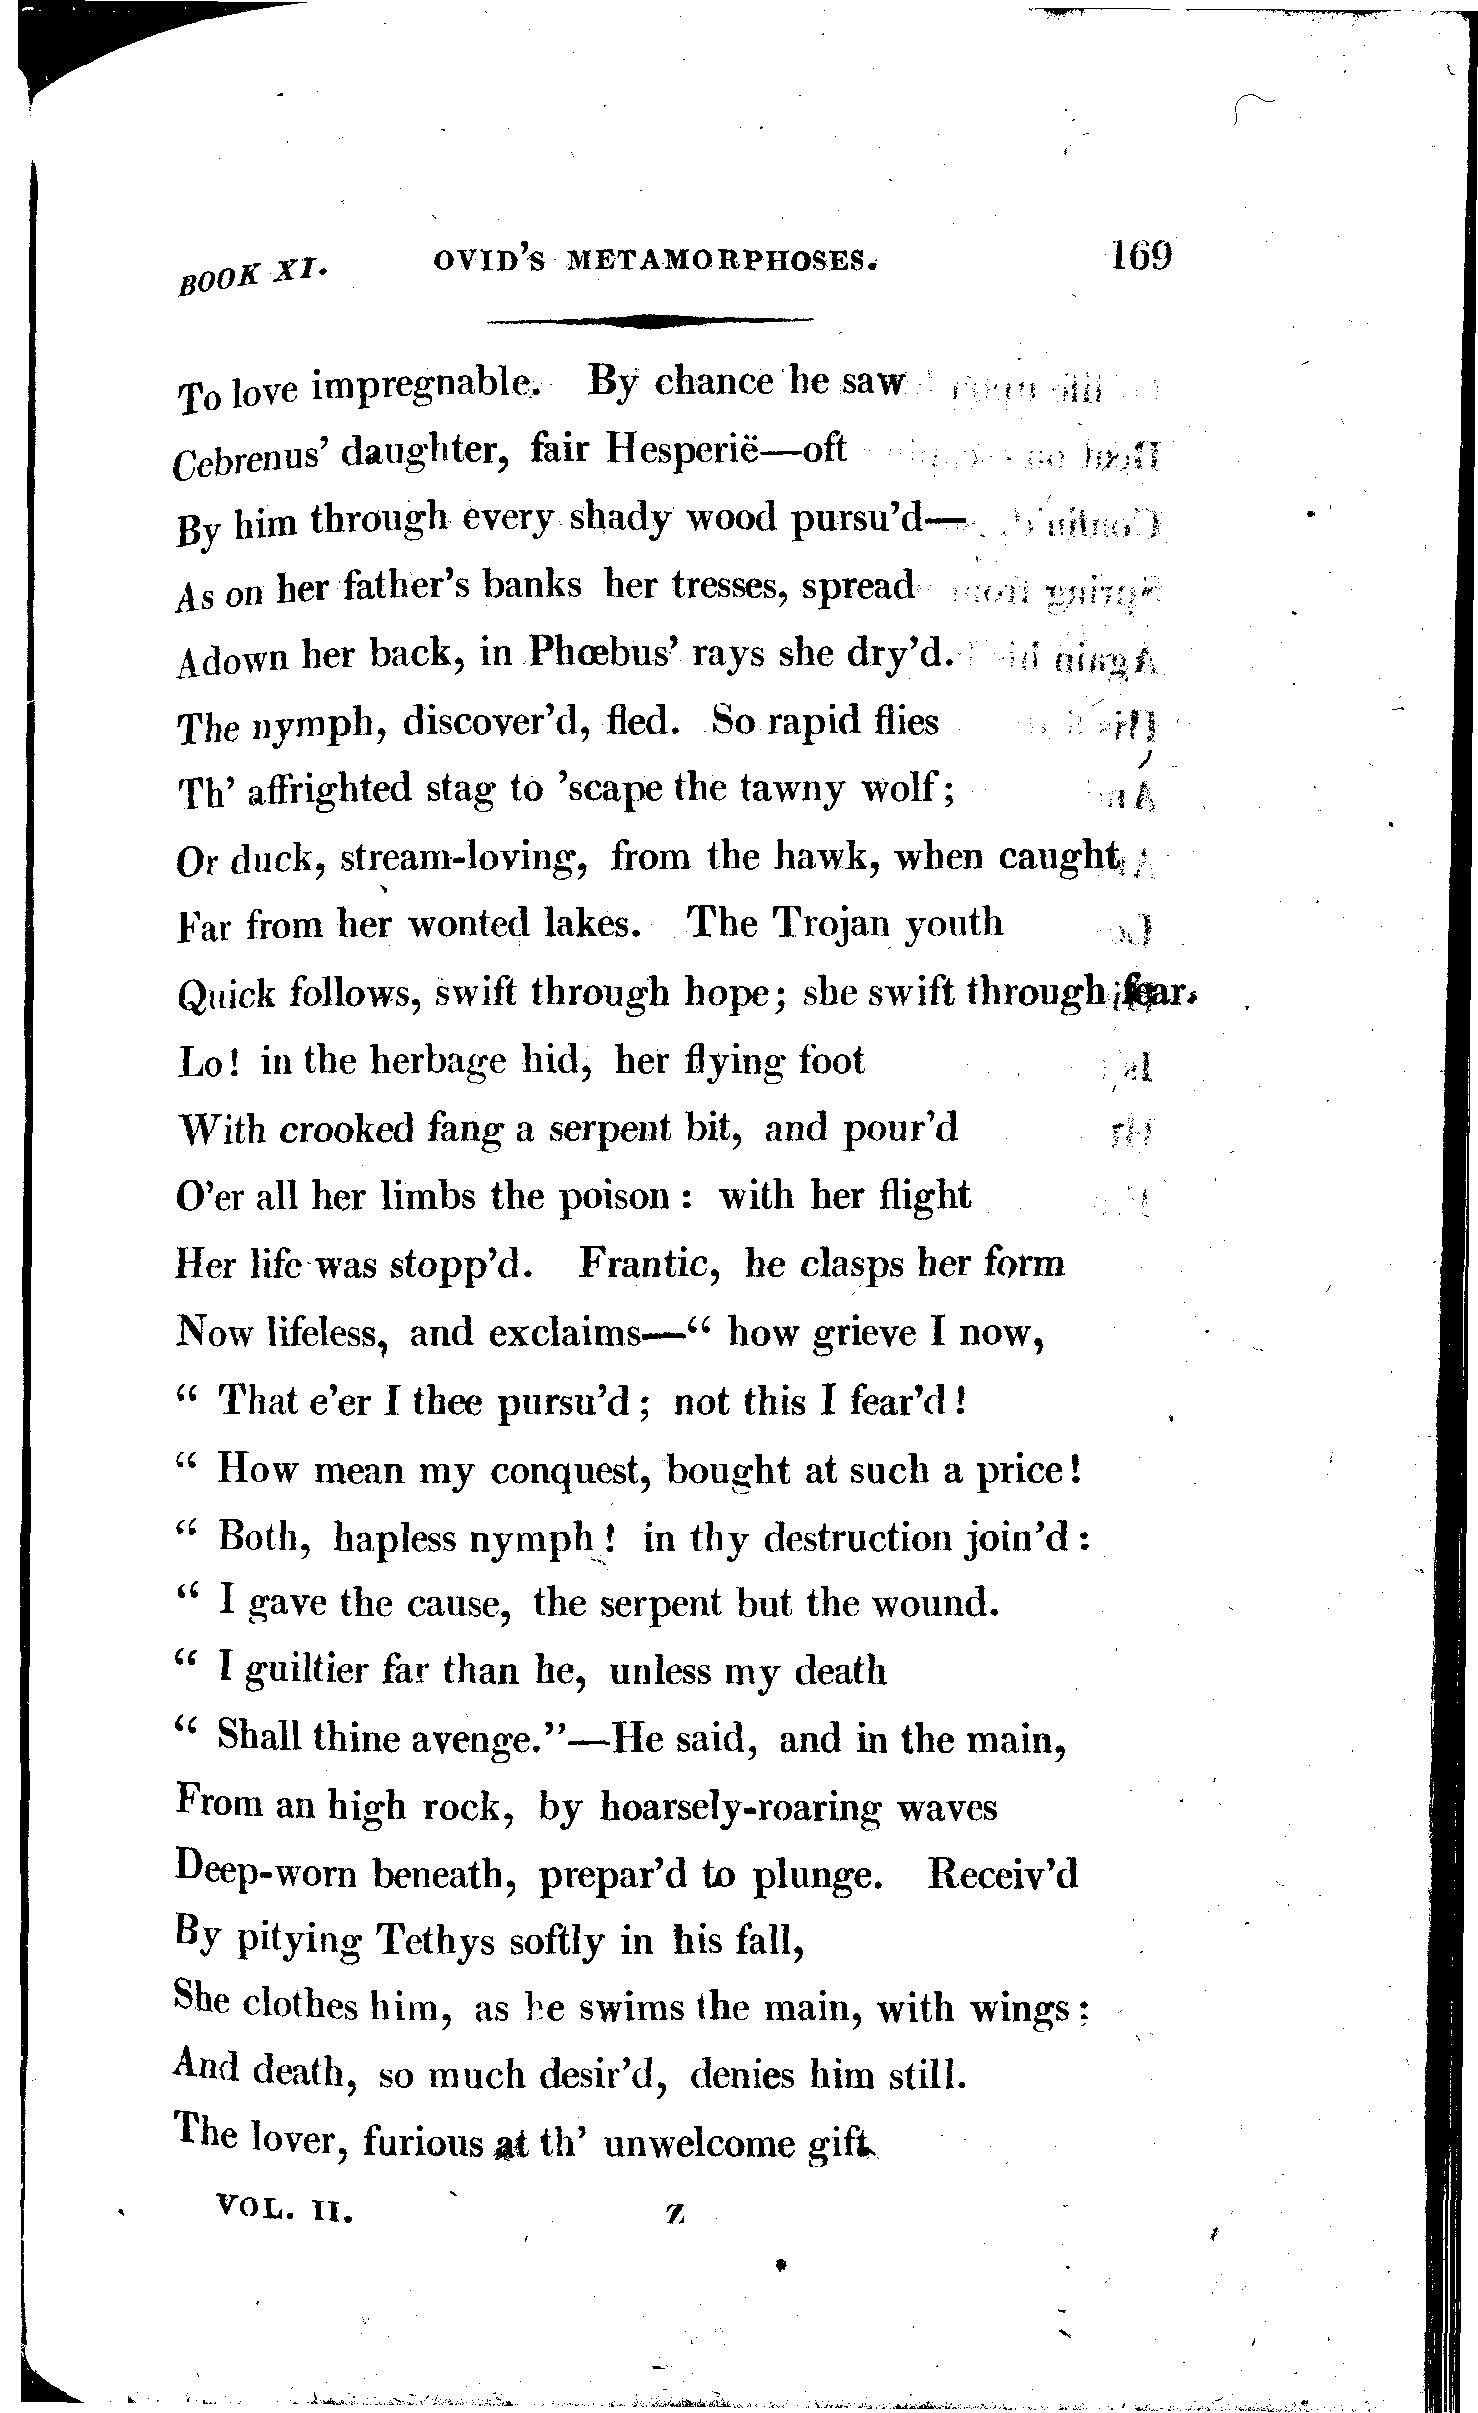 BOOK XI. OVID'S METAMORPHOSES. 169
To love impregnable. By chance he saw
Cebrenus' daughter, fair Hesperië—oft
By him through every shady wood pursu'd—
As on her father's banks her tresses, spread
Adown her back, in Phœbus' rays she dry'd.
The nymph, discover'd, fled. So rapid flies
Th' affrighted stag to 'scape the tawny wolf;
Or duck, stream-loving, from the hawk, when caught
Far from her wonted lakes. The Trojan youth
Quick follows, swift through hope; she swift through fear.
Lo! in the herbage hid, her flying foot
With crooked fang a serpent bit, and pour'd
O'er all her limbs the poison: with her flight
Her life was stopp'd. Frantic, he clasps her form
Now lifeless, and exclaims—“ how grieve I now,
“ That e'er I thee pursu'd; not this I fear'd!
“ How mean my conquest, bought at such a price!
“ Both, hapless nymph! in thy destruction join'd:
“ I gave the cause, the serpent but the wound.
“ I guiltier far than he, unless my death
“ Shall thine avenge.”—He said, and in the main,
From an high rock, by hoarsely-roaring waves
Deep-worn beneath, prepar'd to plunge. Receiv'd
By pitying Tethys softly in his fall,
She clothes him, as he swims the main, with wings:
And death, so much desir'd, denies him still.
The lover, furious at th' unwelcome gift
VOL. II. Z